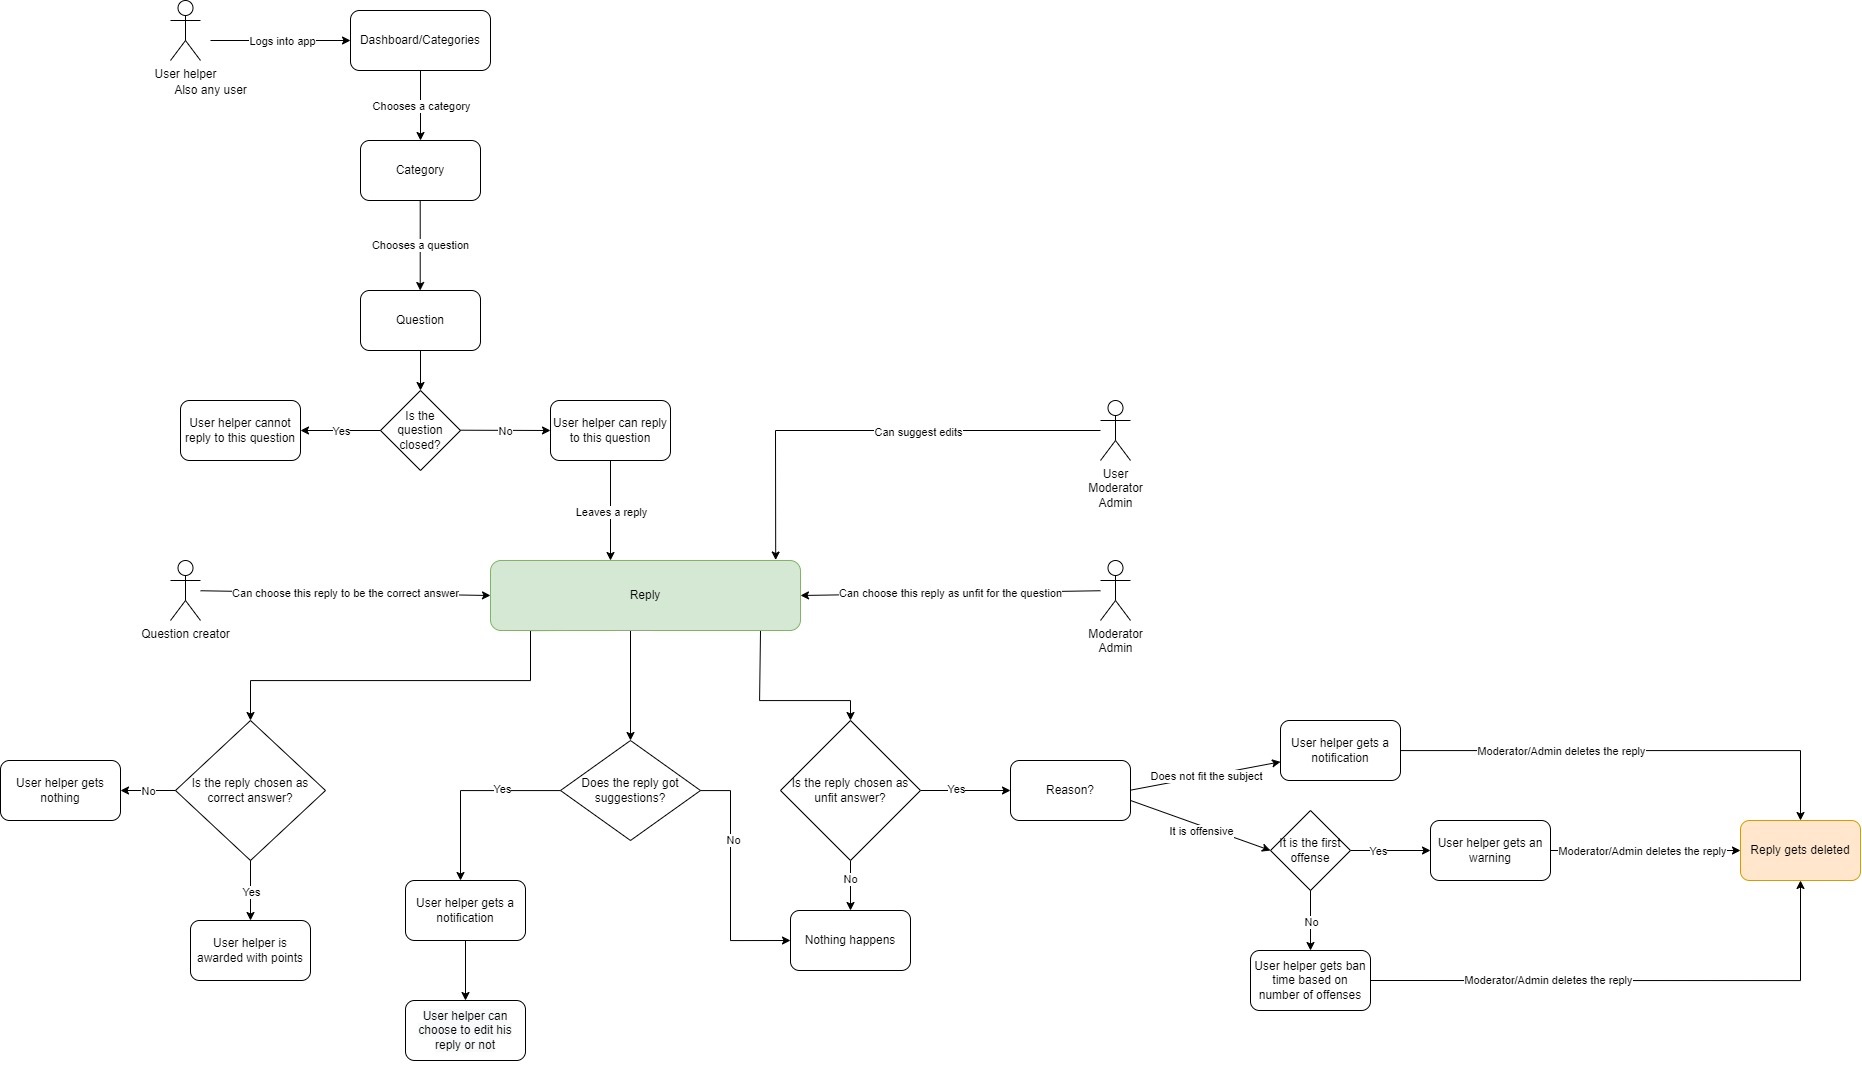 Logs into app
Dashboard/Categories
User helper
Also any user
Chooses a category
Category
Chooses a question
Question
Is the
question
closed?
Yes
No
User helper cannot
reply to this question
User helper can reply
to this question
Can suggest edits
User
Moderator
Admin
Leaves a reply
Can choose this reply to be the correct answer
Reply
Can choose this reply as unfit for the question
Question creator
Moderator
Admin
User helper gets
nothing
No
Is the reply chosen as
correct answer?
Yes
User helper is
awarded with points
Yes
Does the reply got
suggestions?
No
User helper gets a
notification
User helper can
choose to edit his
reply or not
Is the reply chosen as
unfit answer?
Yes
No
Nothing happens
Reason?
Does not fit the subject
It is offensive
User helper gets a
notification
Moderator/Admin deletes the reply
It is the first
offense
Yes
User helper gets an
warning
Moderator/Admin deletes the reply
Reply gets deleted
No
User helper gets ban
time based on
number of offenses
Moderator/Admin deletes the reply